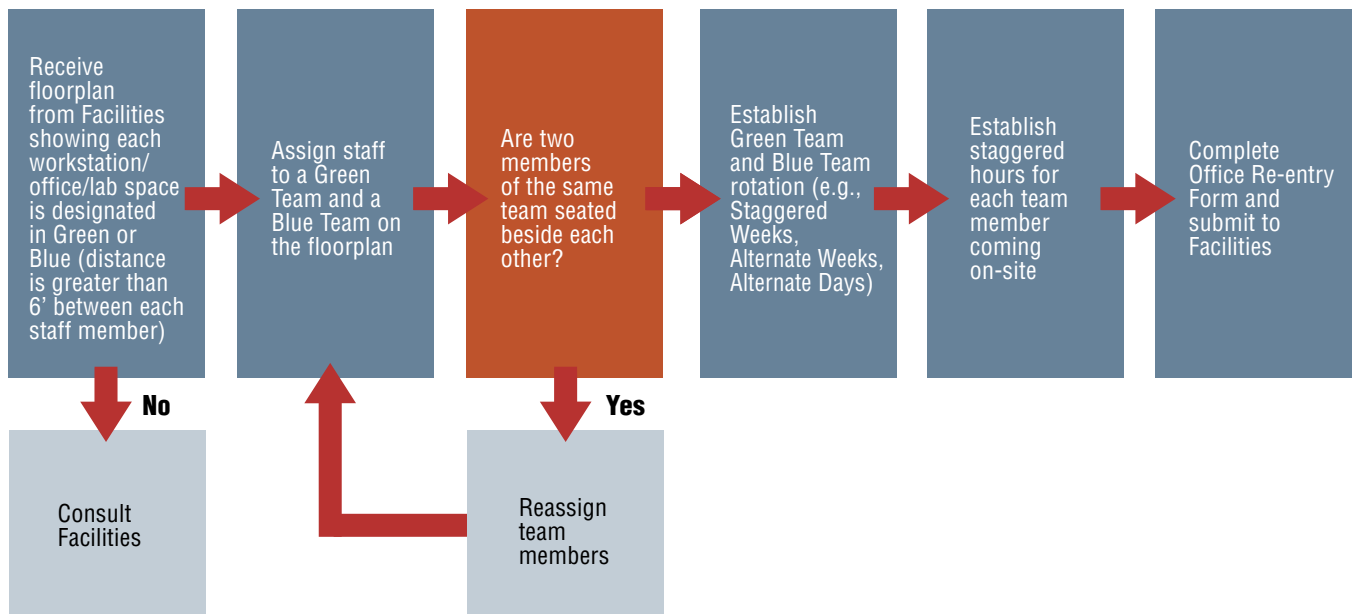 Receive
floorplan
from Facilities
showing each
workstation/
office/lab space
is designated
in Green or
Blue (distance
is greater than
6’ between each
staff member)
Assign staff
to a Green
Team and a
Blue Team on
the floorplan
Are two
members
of the same
team seated
beside each
other?
Establish
Green Team
and Blue Team
rotation (e.g.,
Staggered
Weeks,
Alternate Weeks,
Alternate Days)
Establish
staggered
hours for
each team
member
coming
on-site
Complete
Office Re-entry
Form and
submit to
Facilities
No
Yes
Consult
Facilities
Reassign
team
members